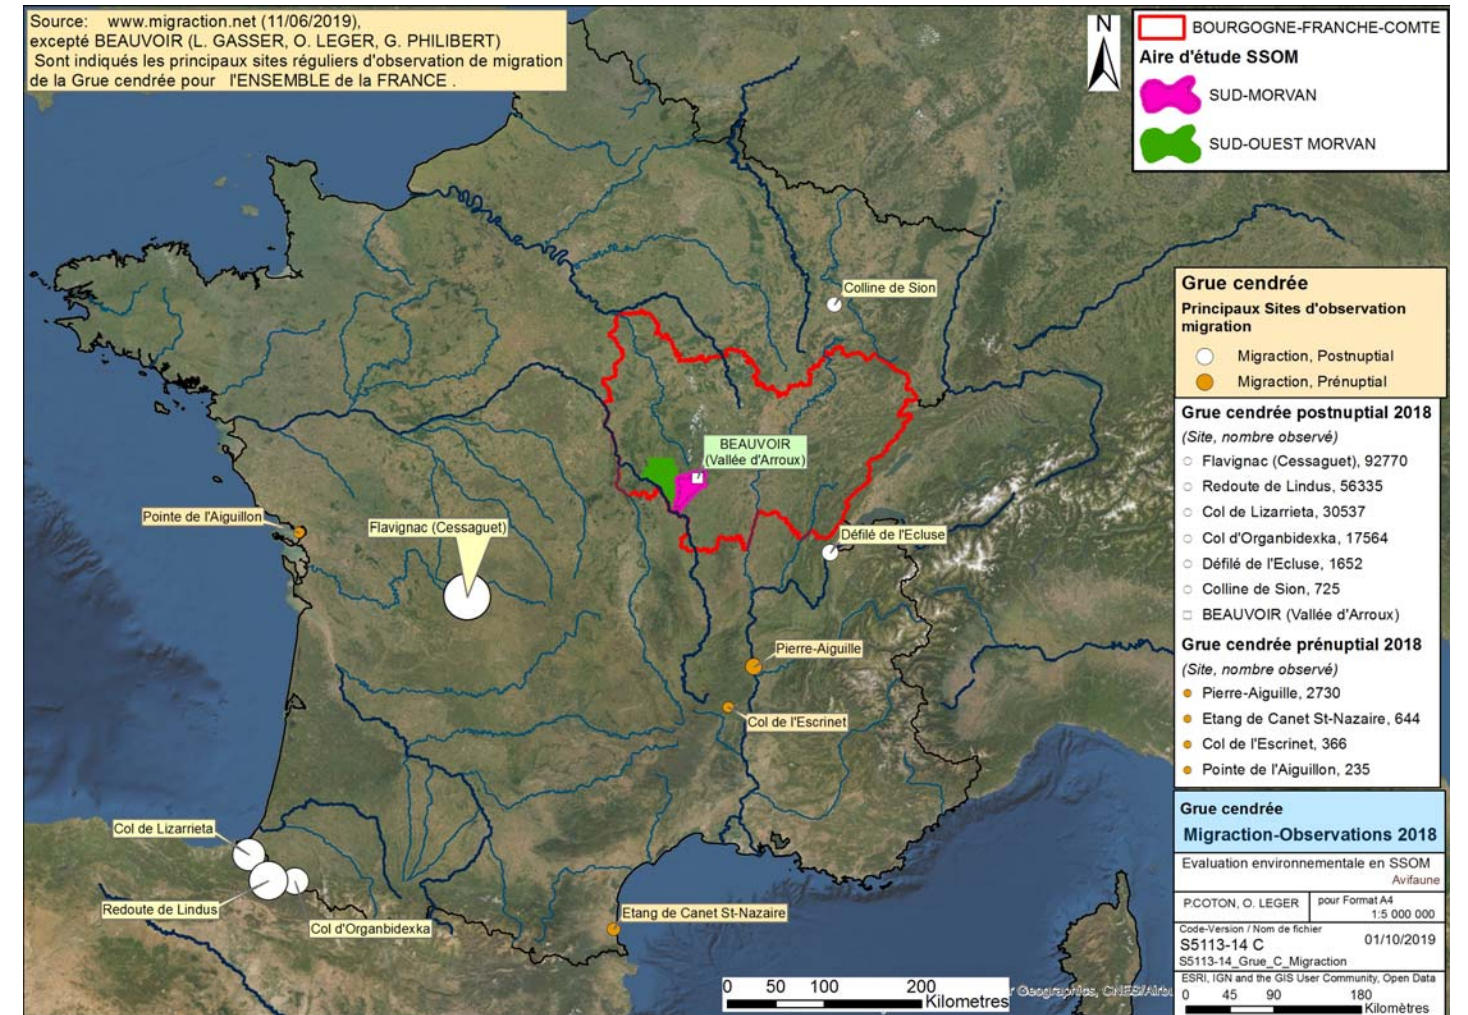 Source: www.migraction.net (11/06/2019),
excepté BEAUVOIR (L. GASSER, O. LEGER, G. PHILIBERT)
Sont indiqués les principaux sites réguliers d'observation de migration
de la Grue cendrée pour l'ENSEMBLE de la FRANCE .
N
BOURGOGNE-FRANCHE-COMTE
Aire d'étude SSOM
SUD-MORVAN
SUD-OUEST MORVAN
Colline de Sion
BEAUVOIR
(Vallée d'Arroux)
Pointe de l'Aiguillon
Flavignac (Cessaguet)
Défilé de l'Ecluse
Pierre-Aiguille
Col de l'Escrinet
Col de Lizarrieta
Redoute de Lindus
Col d'Organbidexka
Etang de Canet St-Nazaire
Grue cendrée
Principaux Sites d'observation
migration
Migraction, Postnuptial
Migraction, Prénuptial
Grue cendrée postnuptial 2018
(Site, nombre observé)
Flavignac (Cessaguet), 92770
Redoute de Lindus, 56335
Col de Lizarrieta, 30537
Col d'Organbidexka, 17564
Défilé de l'Ecluse, 1652
Colline de Sion, 725
BEAUVOIR (Vallée d'Arroux)
Grue cendrée prénuptial 2018
(Site, nombre observé)
Pierre-Aiguille, 2730
Etang de Canet St-Nazaire, 644
Col de l'Escrinet, 366
Pointe de l'Aiguillon, 235
Grue cendrée
Migraction-Observations 2018
Evaluation environnementale en SSOM
Avifaune
P.COTON, O. LEGER
pour Format A4
1:5 000 000
Code-Version / Nom de fichier
S5113-14 C
01/10/2019
S5113-14_Grue_C_Migraction
ESRI, IGN and the GIS User Community, Open Data
0 45 90 180
Kilomètres
0 50 100 200
Kilometres
r Geographics, CNES/Airbu